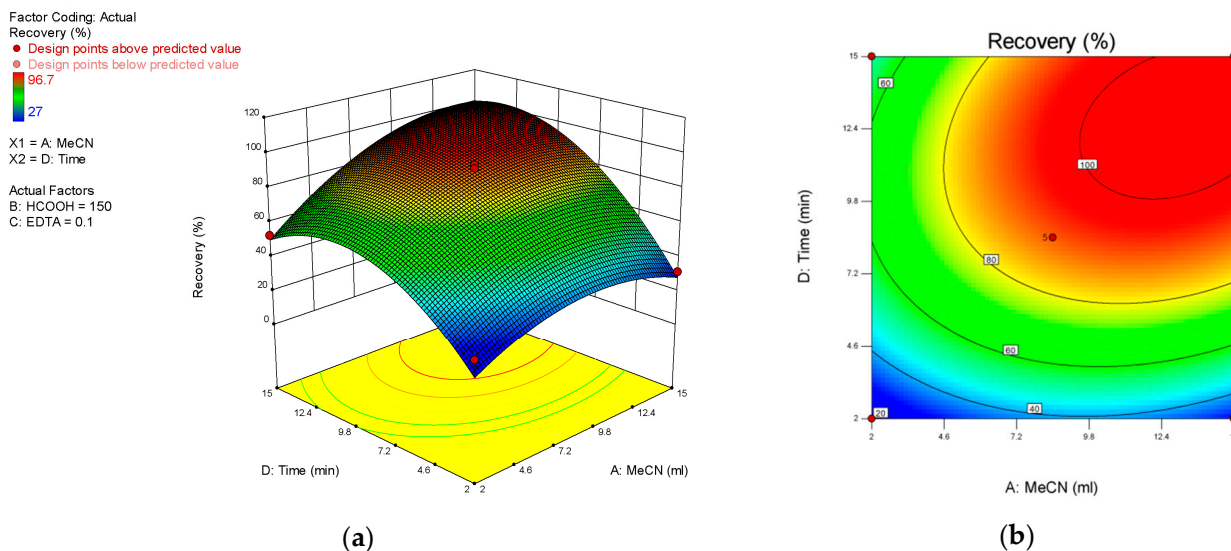 Factor Coding: Actual
Recovery (%)
Design points above predicted value
Design points below predicted value
96.7
27
X1 = A: MeCN
X2 = D: Time
Actual Factors
B: HCOOH = 150
C: EDTA = 0.1
120
100
80
60
40
20
0
Recovery (%)
15
12.4
9.8
7.2
4.6
2
D: Time (min)
2
4.6
7.2
9.8
12.4
15
A: MeCN (ml)
(a)
Recovery (%)
15
12.4
9.8
7.2
4.6
2
D: Time (min)
60
100
5
80
60
40
20
2
4.6
7.2
9.8
12.4
A: MeCN (ml)
(b)